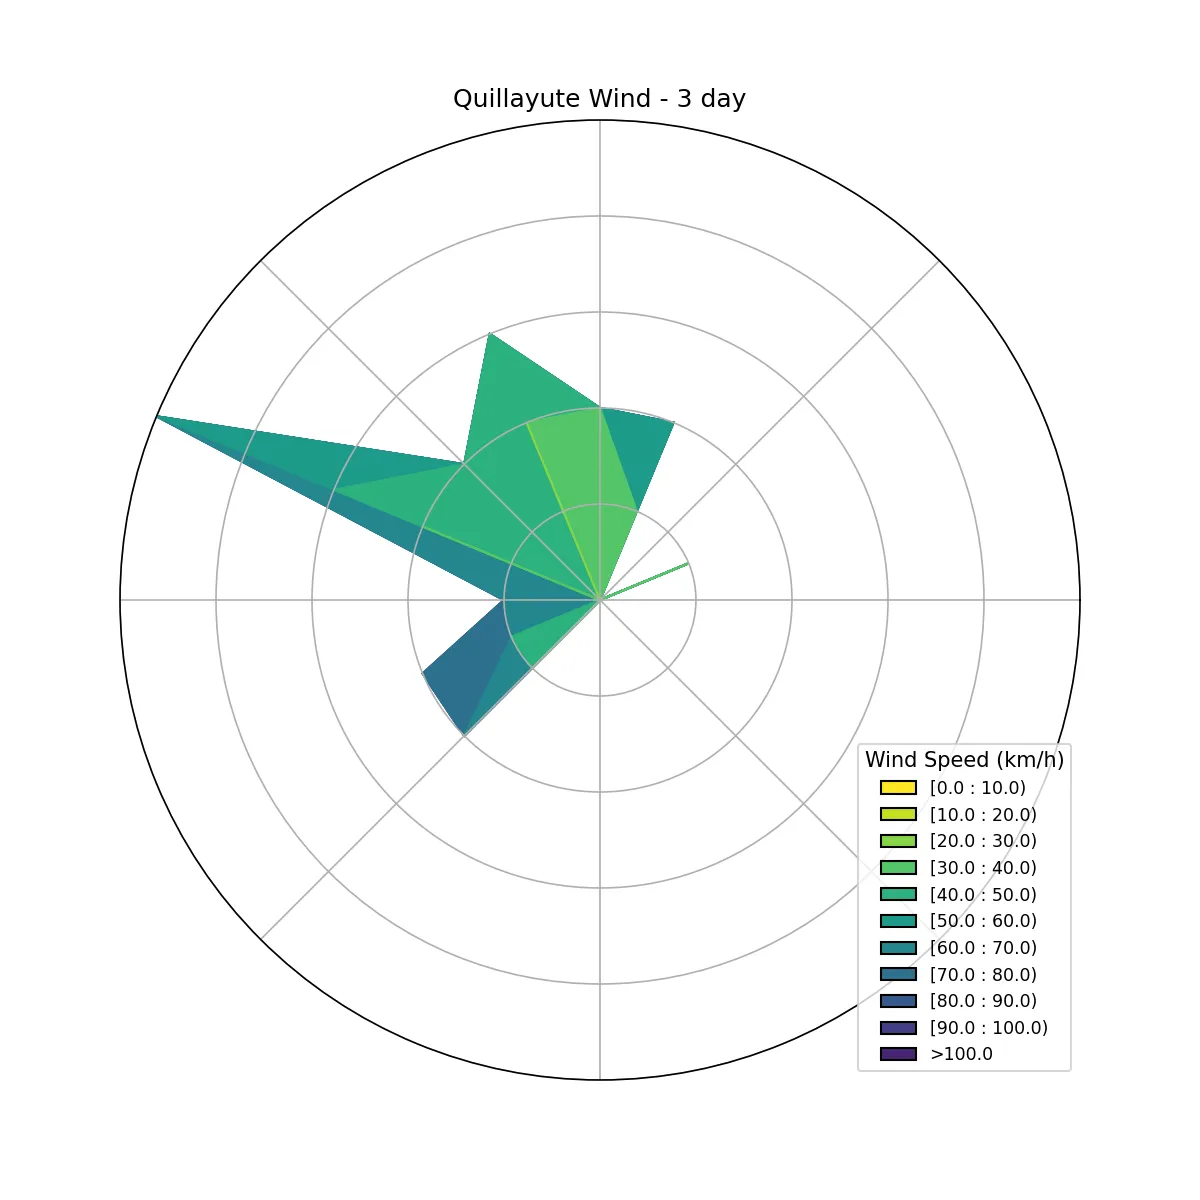 Quillayute Wind - 3 day
Wind Speed (km/h)
[0.0 : 10.0)
[10.0 : 20.0)
[20.0 : 30.0)
[30.0 : 40.0)
[40.0 : 50.0)
[50.0 : 60.0)
[60.0 : 70.0)
[70.0 : 80.0)
[80.0 : 90.0)
[90.0 : 100.0)
>100.0